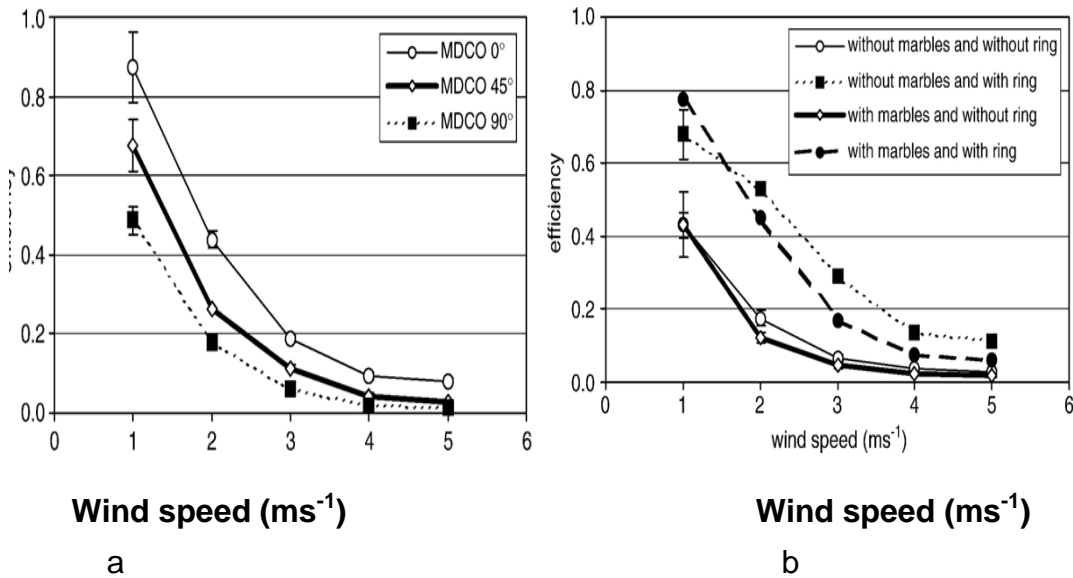 1.0
0.8
0.6
0.4
0.2
0.0
0 1 2 3 4 5 6
MDCO 0°
MDCO 45°
MDCO 90°
Wind speed (ms⁻¹)
a
1.0
0.8
0.6
0.4
0.2
0.0
efficiency
0 1 2 3 4 5 6
wind speed (ms⁻¹)
without marbles and without ring
without marbles and with ring
with marbles and without ring
with marbles and with ring
Wind speed (ms⁻¹)
b